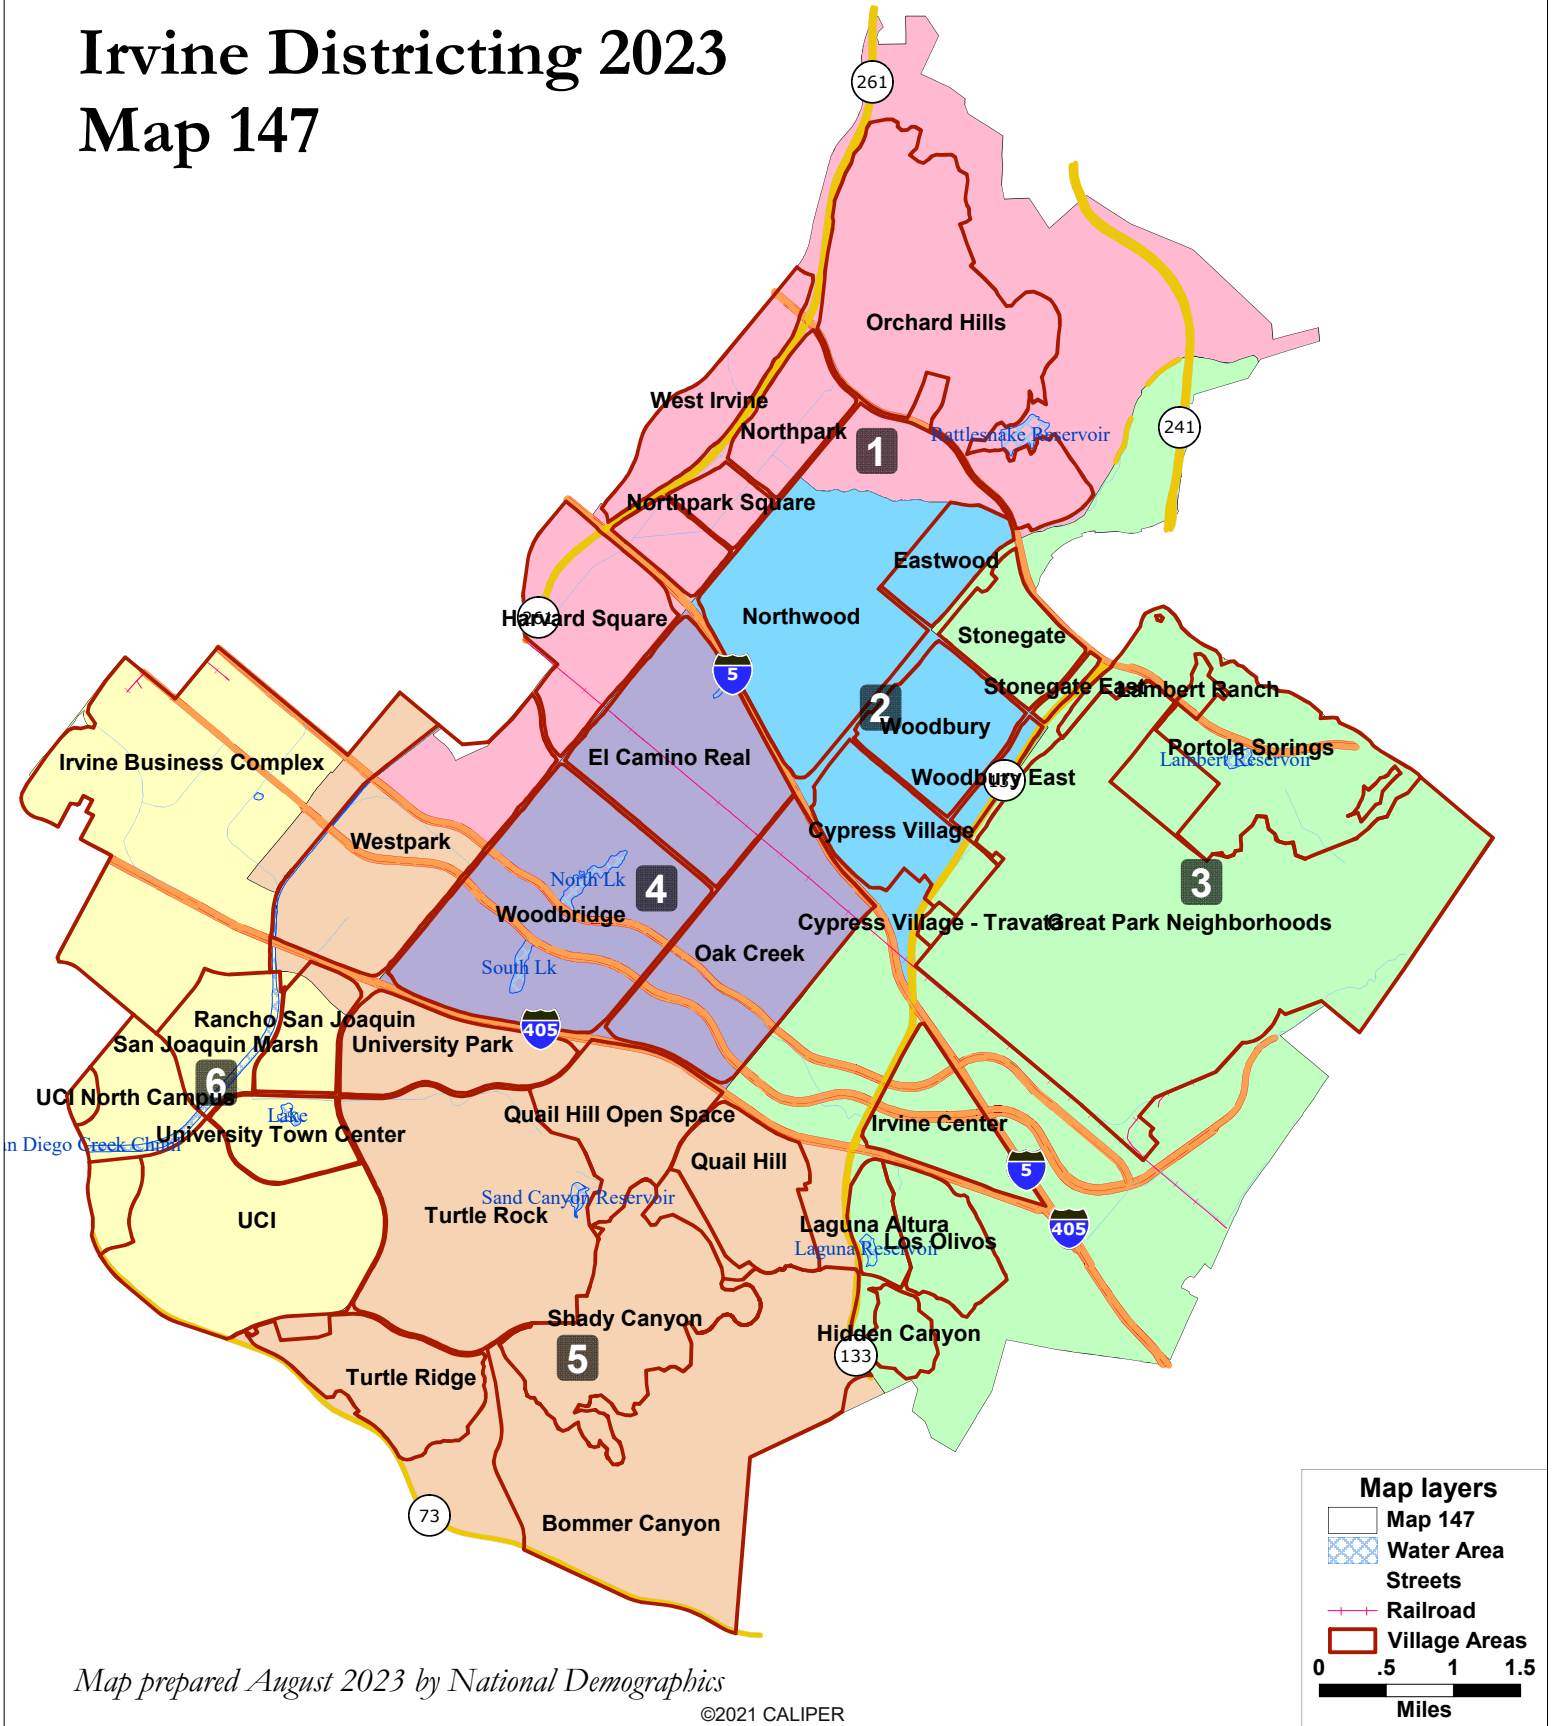 Irvine Districting 2023
Map 147
261
Orchard Hills
241
West Irvine
Northpark
1
Rattlesnake Reservoir
Northpark Square
Eastwood
261
Harvard Square
Northwood
Stonegate
5
Stonegate East
Lambert Ranch
2
Woodbury
Portola Springs
Lambert Reservoir
El Camino Real
Irvine Business Complex
Woodbury East
133
Cypress Village
Westpark
North Lk
4
3
Woodbridge
Cypress Village - Travata
Great Park Neighborhoods
Oak Creek
South Lk
Rancho San Joaquin
405
San Joaquin Marsh
University Park
6
UCI North Campus
Lake
Quail Hill Open Space
Irvine Center
University Town Center
an Diego Creek Chnnl
Quail Hill
5
Sand Canyon Reservoir
Turtle Rock
UCI
Laguna Altura
405
Los Olivos
Laguna Reservoir
Shady Canyon
Hidden Canyon
5
133
Turtle Ridge
73
Bommer Canyon
Map layers
Map 147
Water Area
Streets
Railroad
Village Areas
0 .5 1 1.5
Miles
Map prepared August 2023 by National Demographics
©2021 CALIPER